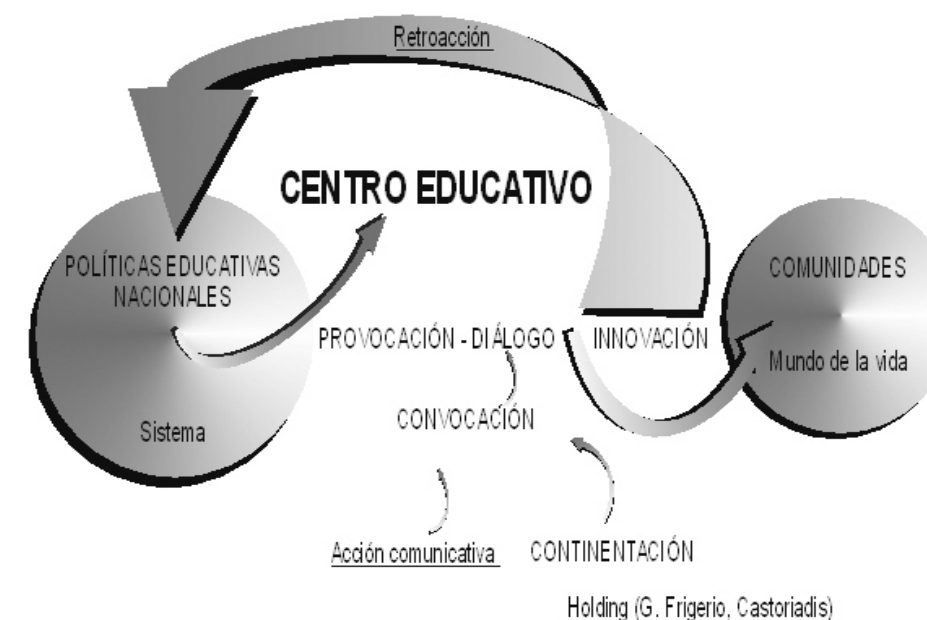 Retroacción
CENTRO EDUCATIVO
POLÍTICAS EDUCATIVAS
NACIONALES
Sistema
COMUNIDADES
Mundo de la vida
PROVOCACIÓN - DIÁLOGO
INNOVACIÓN
CONVOCACIÓN
Acción comunicativa
CONTINENTACIÓN
Holding (G. Frigerio, Castoriadis)